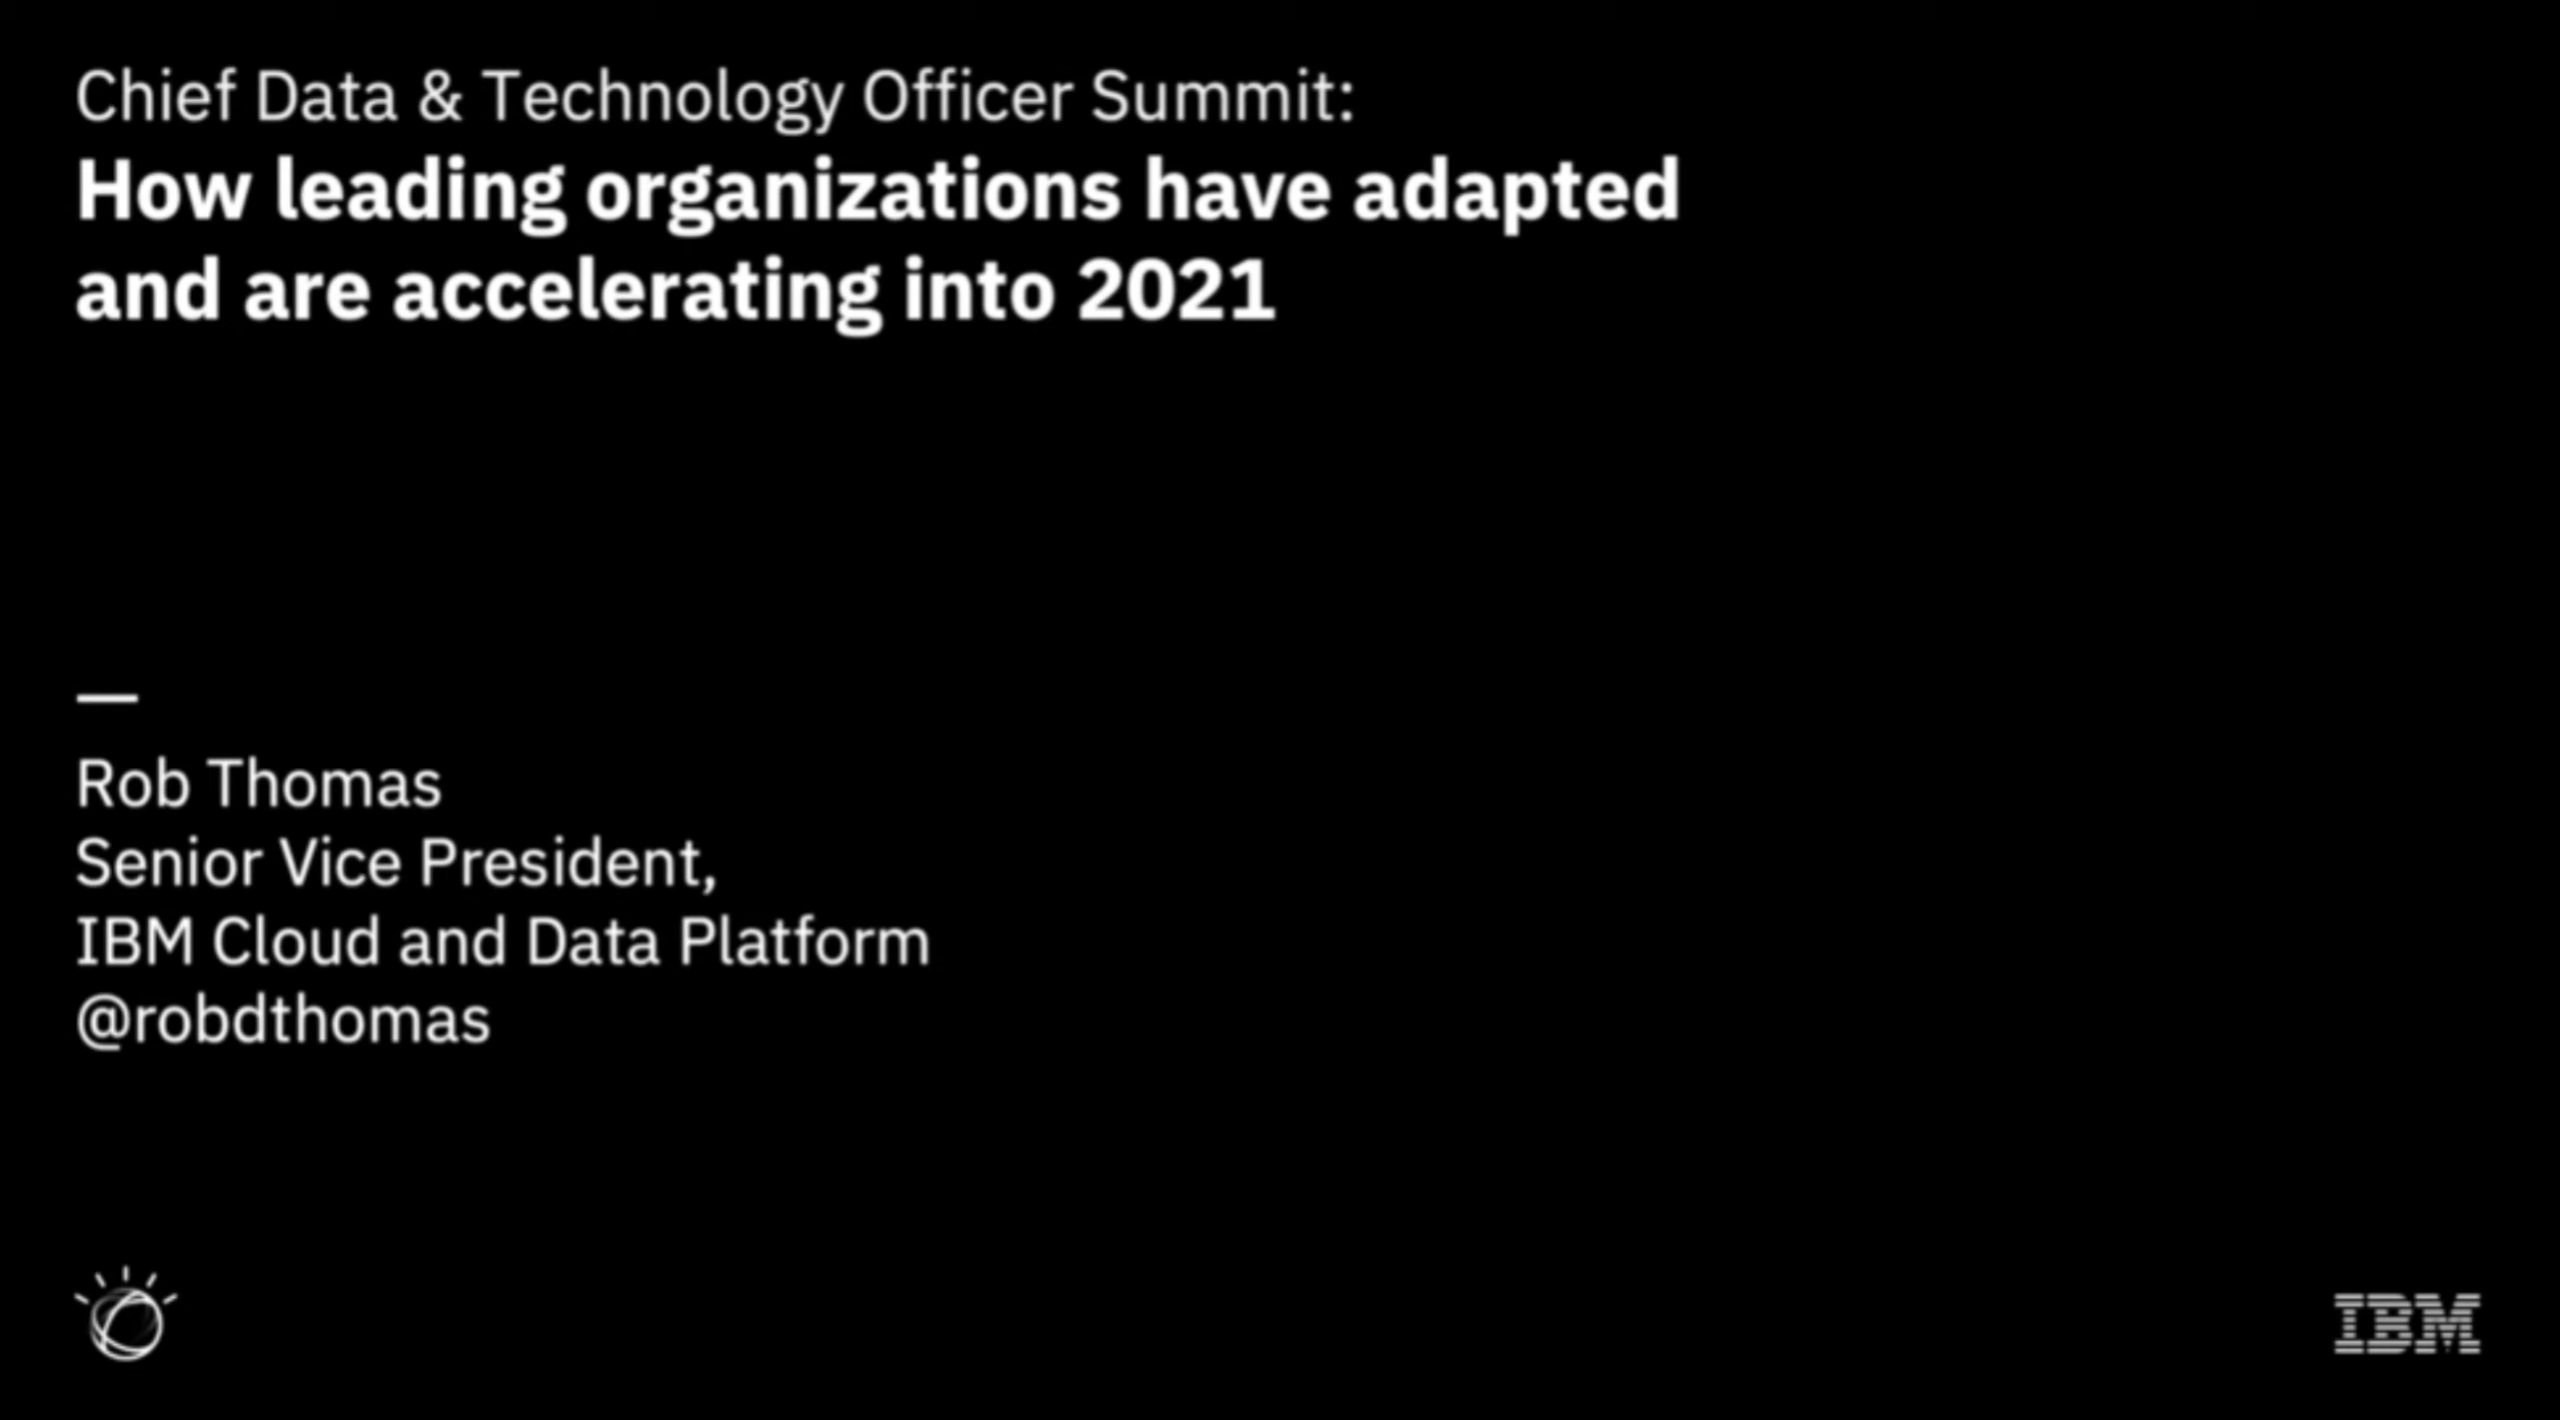 Chief Data & Technology Officer Summit:
How leading organizations have adapted
and are accelerating into 2021
—
Rob Thomas
Senior Vice President,
IBM Cloud and Data Platform
@robdthomas
IBM